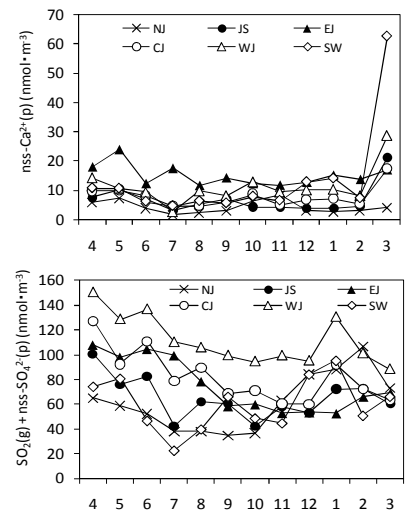 NJ JS EJ
CJ WJ SW
nss-Ca²⁺(p) (nmol·m⁻³)
70
60
50
40
30
20
10
0
4 5 6 7 8 9 10 11 12 1 2 3
NJ JS EJ
CJ WJ SW
SO₂(g) + nss-SO₄²⁻(p) (nmol·m⁻³)
160
140
120
100
80
60
40
20
0
4 5 6 7 8 9 10 11 12 1 2 3